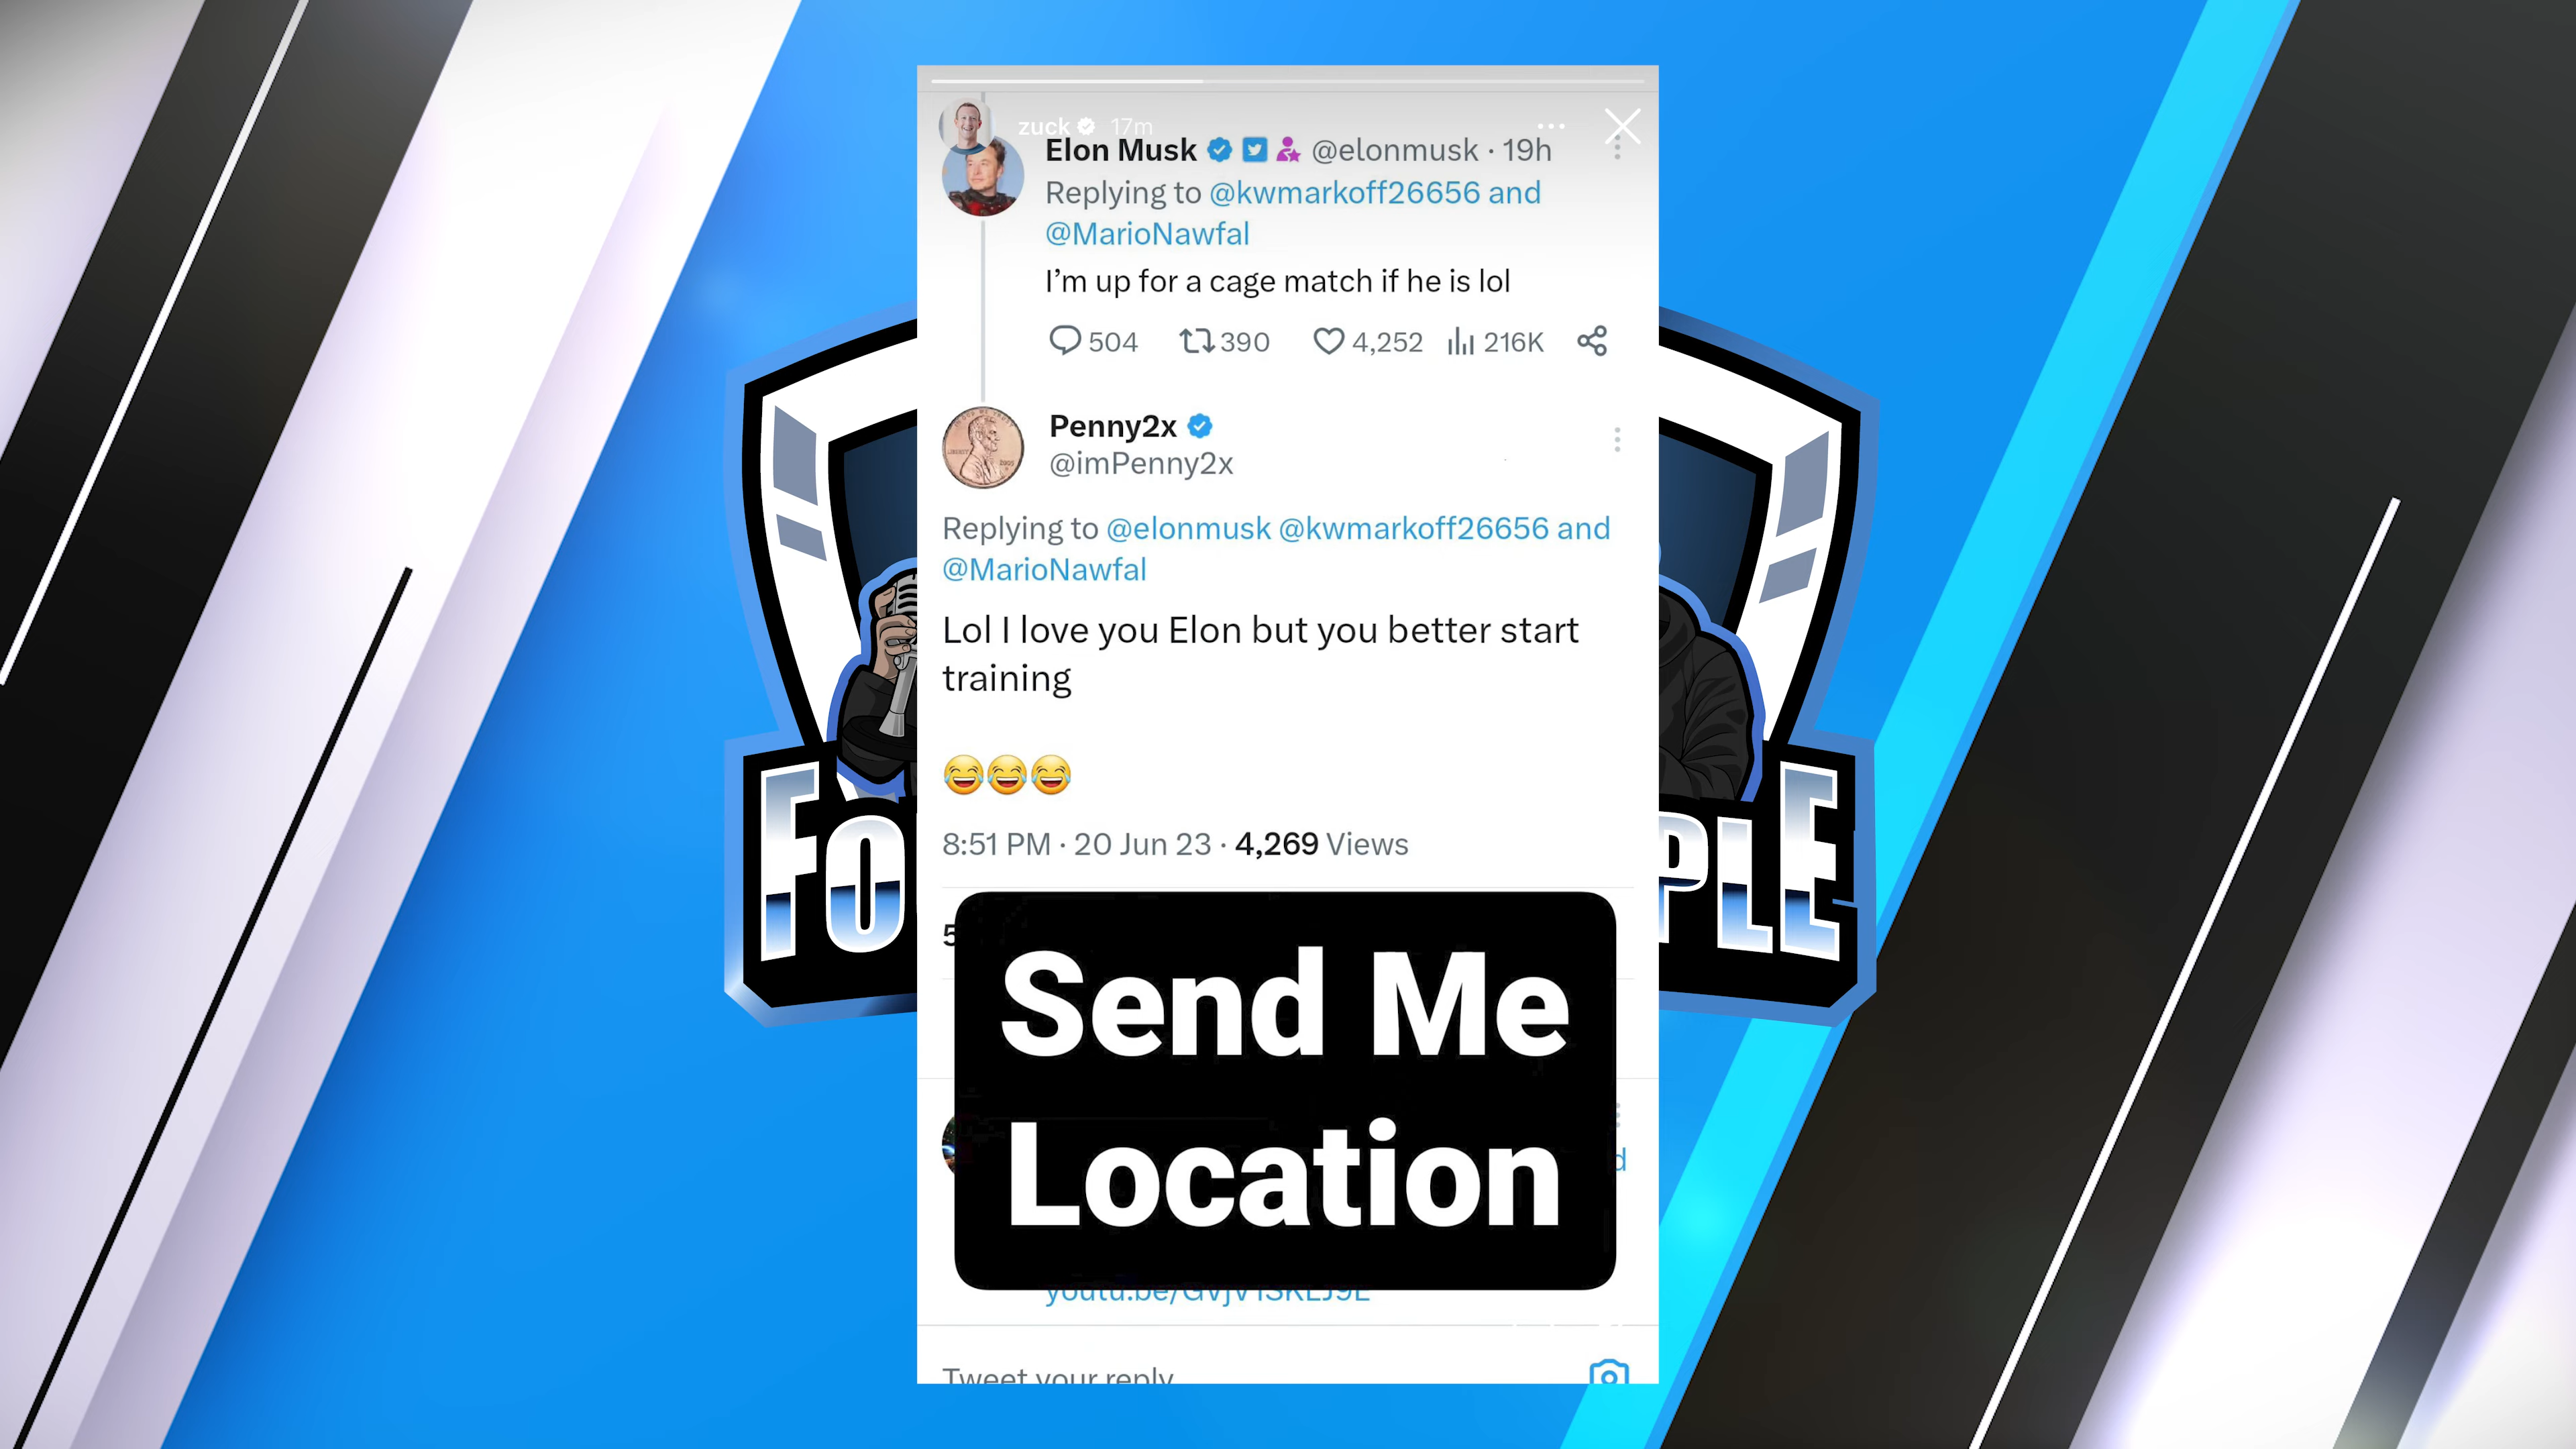 zuck 17m
Elon Musk @elonmusk · 19h
Replying to @kwmarkoff26656 and
@MarioNawfal
I'm up for a cage match if he is lol
504 390 4,252 216K
Penny2x
@imPenny2x
Replying to @elonmusk @kwmarkoff26656 and
@MarioNawfal
Lol I love you Elon but you better start
training
😂😂😂
8:51 PM · 20 Jun 23 · 4,269 Views
Send Me
Location
Tweet your reply